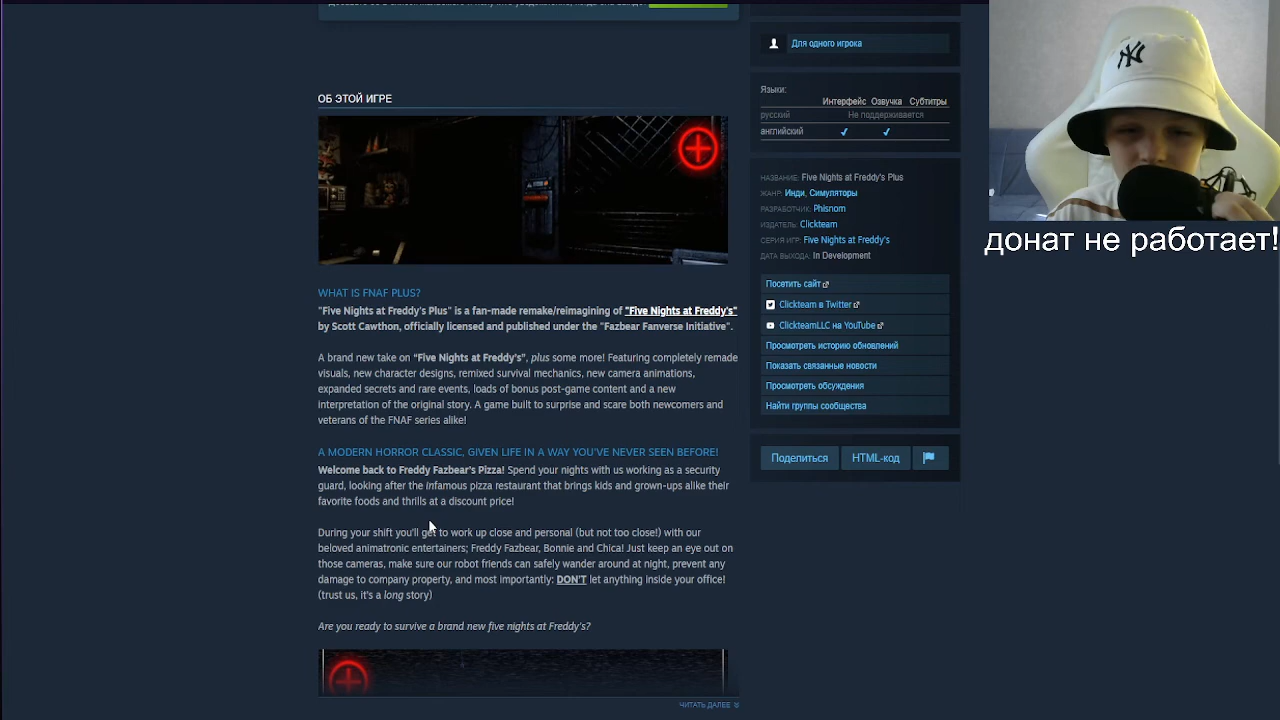 ОБ ЭТОЙ ИГРЕ
WHAT IS FNAF PLUS?
"Five Nights at Freddy's Plus" is a fan-made remake/reimagining of "Five Nights at Freddy's"
by Scott Cawthon, officially licensed and published under the "Fazbear Fanverse Initiative".
A brand new take on “Five Nights at Freddy's”, plus some more! Featuring completely remade
visuals, new character designs, remixed survival mechanics, new camera animations,
expanded secrets and rare events, loads of bonus post-game content and a new
interpretation of the original story. A game built to surprise and scare both newcomers and
veterans of the FNAF series alike!
A MODERN HORROR CLASSIC, GIVEN LIFE IN A WAY YOU'VE NEVER SEEN BEFORE!
Welcome back to Freddy Fazbear's Pizza! Spend your nights with us working as a security
guard, looking after the infamous pizza restaurant that brings kids and grown-ups alike their
favorite foods and thrills at a discount price!
During your shift you'll get to work up close and personal (but not too close!) with our
beloved animatronic entertainers; Freddy Fazbear, Bonnie and Chica! Just keep an eye out on
those cameras, make sure our robot friends can safely wander around at night, prevent any
damage to company property, and most importantly: DON'T let anything inside your office!
(trust us, it's a long story)
Are you ready to survive a brand new five nights at Freddy's?
ЧИТАТЬ ДАЛЕЕ
Для одного игрока
Языки:
Интерфейс Озвучка Субтитры
русский Не поддерживается
английский ✔ ✔
НАЗВАНИЕ: Five Nights at Freddy's Plus
ЖАНР: Инди, Симуляторы
РАЗРАБОТЧИК: Phisnom
ИЗДАТЕЛЬ: Clickteam
СЕРИЯ ИГР: Five Nights at Freddy's
ДАТА ВЫХОДА: In Development
Посетить сайт
Clickteam в Twitter
ClickteamLLC на YouTube
Просмотреть историю обновлений
Показать связанные новости
Просмотреть обсуждения
Найти группы сообщества
Поделиться HTML-код
NY
донат не работает!